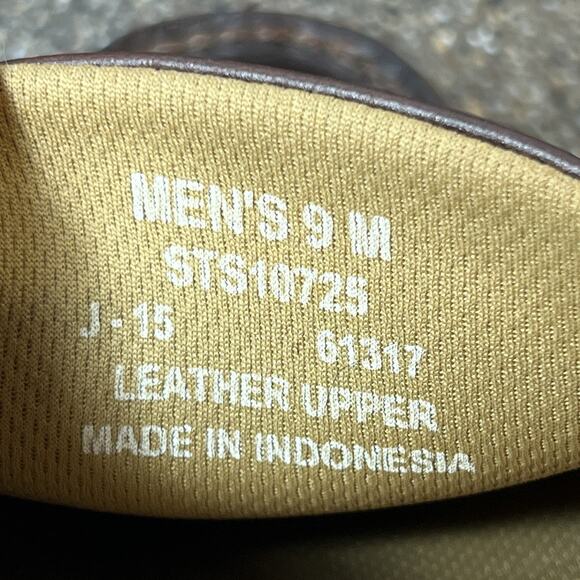 MEN'S 9 M
STS10725
J - 15 61317
LEATHER UPPER
MADE IN INDONESIA